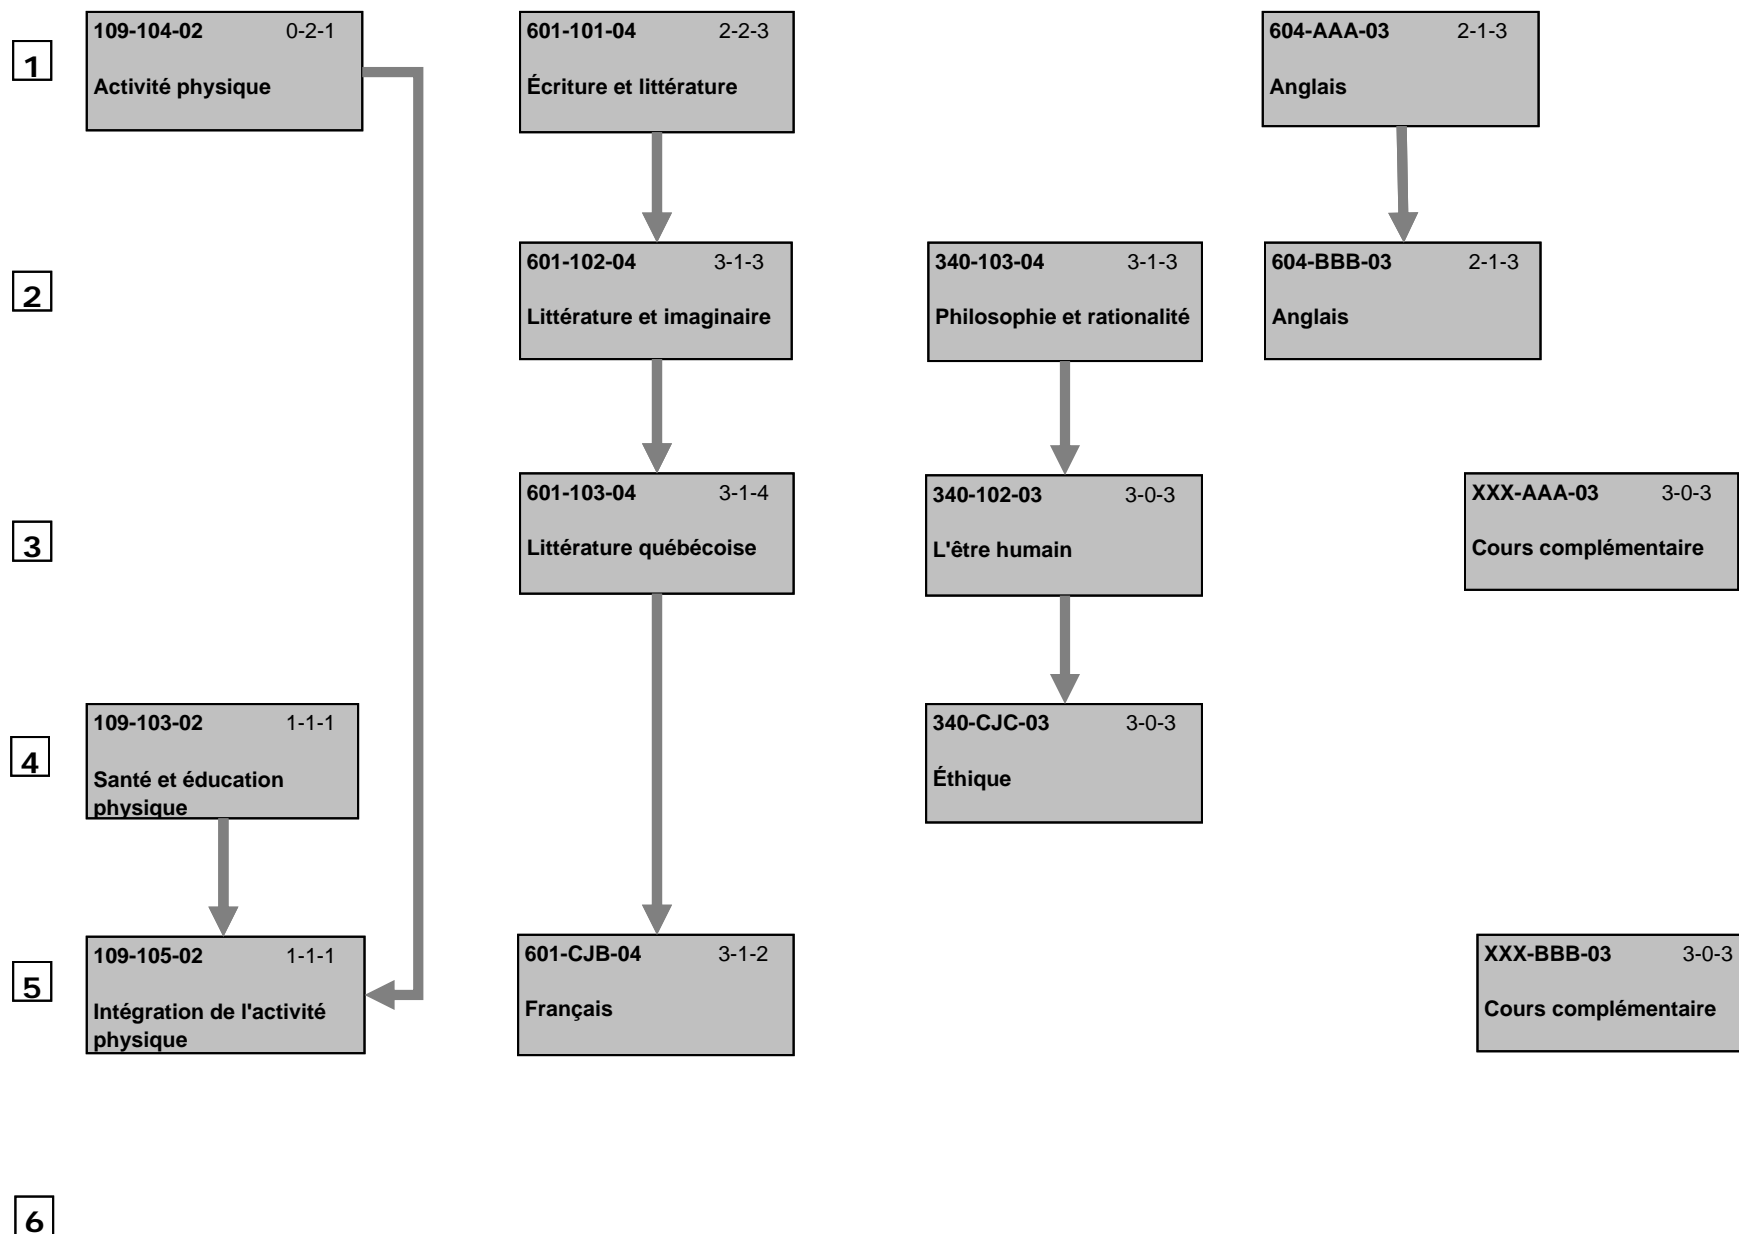 1
109-104-02 0-2-1
Activité physique
601-101-04 2-2-3
Écriture et littérature
604-AAA-03 2-1-3
Anglais
2
601-102-04 3-1-3
Littérature et imaginaire
340-103-04 3-1-3
Philosophie et rationalité
604-BBB-03 2-1-3
Anglais
3
601-103-04 3-1-4
Littérature québécoise
340-102-03 3-0-3
L'être humain
XXX-AAA-03 3-0-3
Cours complémentaire
4
109-103-02 1-1-1
Santé et éducation
physique
340-CJC-03 3-0-3
Éthique
5
109-105-02 1-1-1
Intégration de l'activité
physique
601-CJB-04 3-1-2
Français
XXX-BBB-03 3-0-3
Cours complémentaire
6